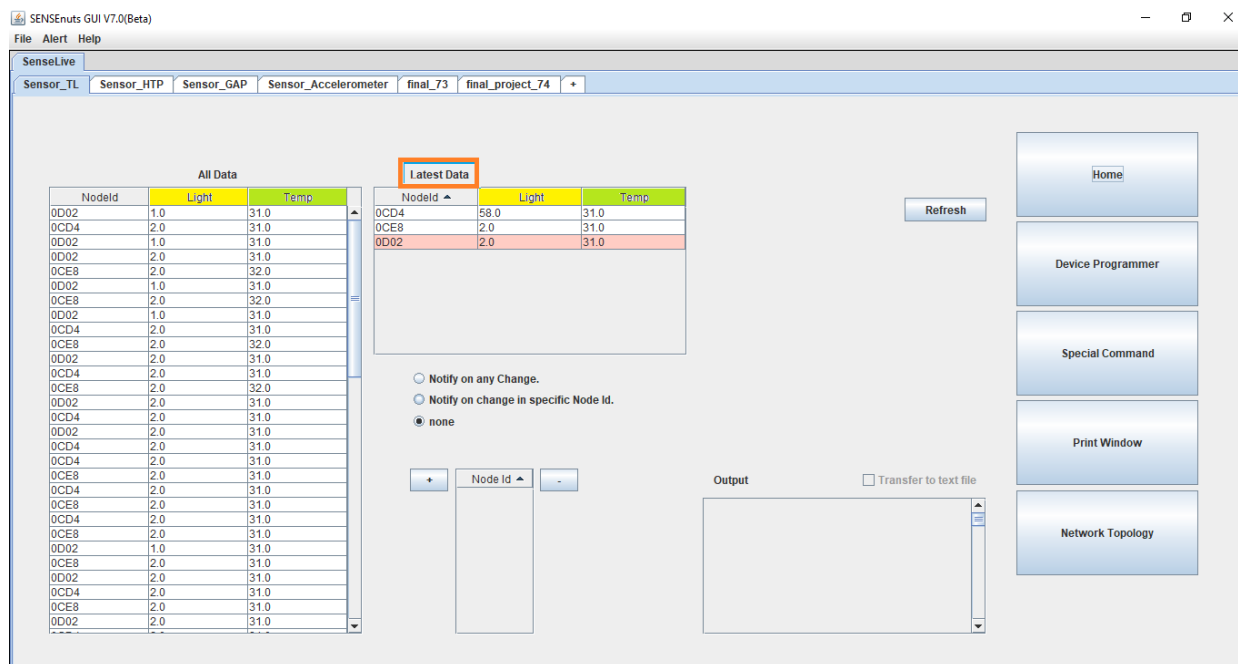 SENSEnuts GUI V7.0(Beta)
File Alert Help
SenseLive
Sensor_TL Sensor_HTP Sensor_GAP Sensor_Accelerometer final_73 final_project_74 +
All Data
NodeId Light Temp
0D02 1.0 31.0
0CD4 2.0 31.0
0D02 1.0 31.0
0D02 2.0 31.0
0CE8 2.0 32.0
0D02 1.0 31.0
0CE8 2.0 32.0
0D02 1.0 31.0
0CD4 2.0 31.0
0CE8 2.0 32.0
0D02 2.0 31.0
0CD4 2.0 31.0
0CE8 2.0 32.0
0D02 2.0 31.0
0CD4 2.0 31.0
0D02 2.0 31.0
0CD4 2.0 31.0
0CD4 2.0 31.0
0CE8 2.0 31.0
0CD4 2.0 31.0
0CE8 2.0 31.0
0CD4 2.0 31.0
0CE8 2.0 31.0
0D02 1.0 31.0
0CE8 2.0 31.0
0D02 2.0 31.0
0CD4 2.0 31.0
0CE8 2.0 31.0
0D02 2.0 31.0
Latest Data
NodeId Light Temp
0CD4 58.0 31.0
0CE8 2.0 31.0
0D02 2.0 31.0
Notify on any Change.
Notify on change in specific Node Id.
none
+ Node Id -
Refresh
Output Transfer to text file
Home
Device Programmer
Special Command
Print Window
Network Topology